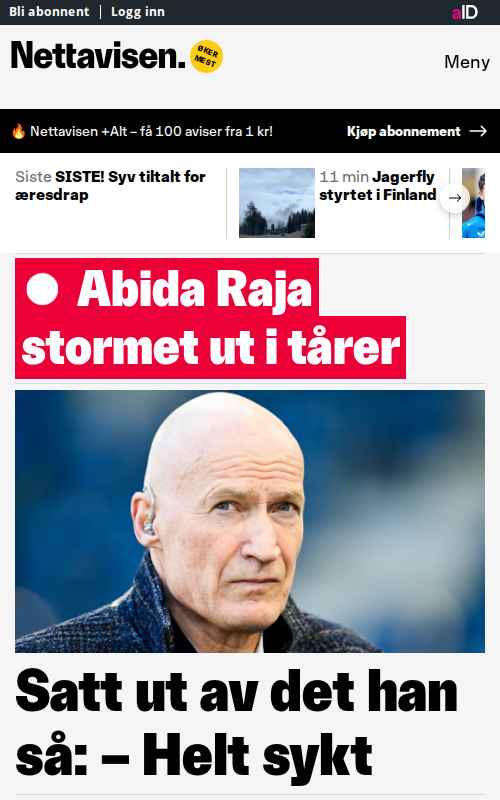 Bli abonnent
Logg inn
aID
Nettavisen.
ØKER
MEST
Meny
🔥 Nettavisen +Alt – få 100 aviser fra 1 kr!
Kjøp abonnement →
Siste SISTE! Syv tiltalt for
æresdrap
11 min Jagerfly
styrtet i Finland
Abida Raja
stormet ut i tårer
Satt ut av det han
så: – Helt sykt